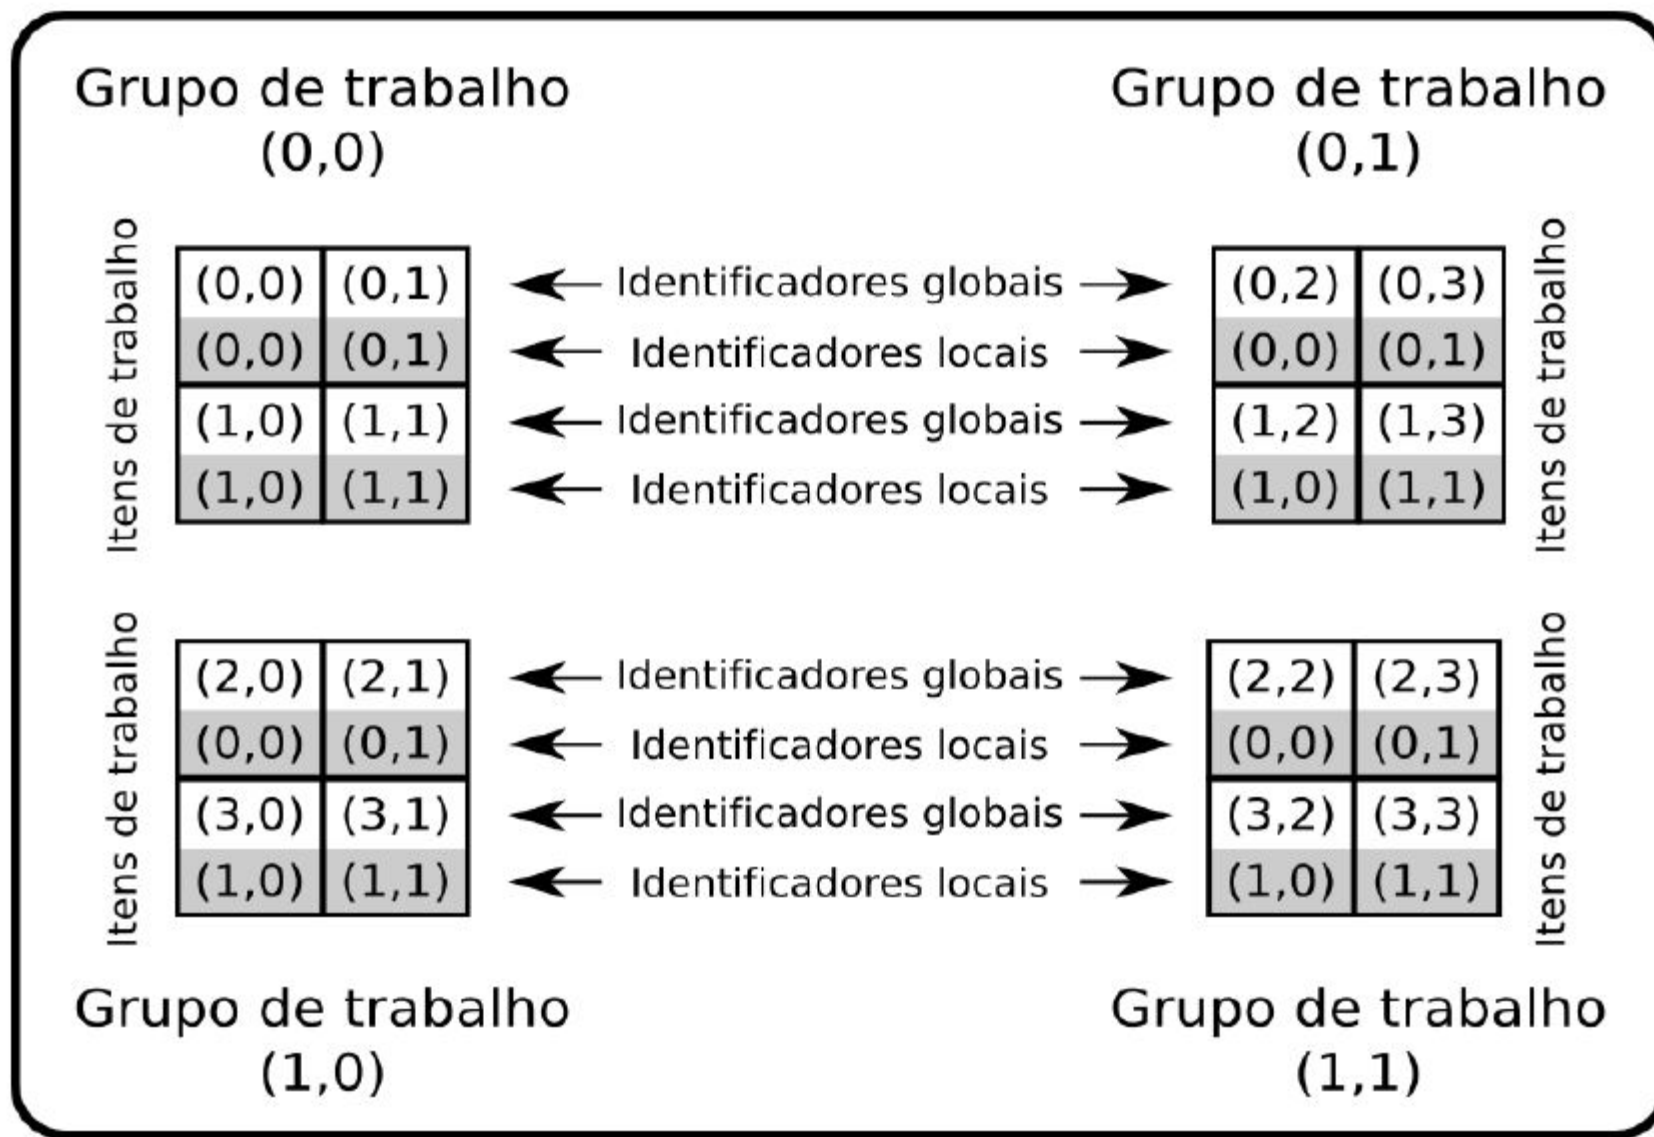 Grupo de trabalho Grupo de trabalho
(0,0) (0,1)
Itens de trabalho
(0,0) (0,1) Identificadores globais (0,2) (0,3)
(0,0) (0,1) Identificadores locais (0,0) (0,1)
(1,0) (1,1) Identificadores globais (1,2) (1,3)
(1,0) (1,1) Identificadores locais (1,0) (1,1)
Itens de trabalho
Itens de trabalho
(2,0) (2,1) Identificadores globais (2,2) (2,3)
(0,0) (0,1) Identificadores locais (0,0) (0,1)
(3,0) (3,1) Identificadores globais (3,2) (3,3)
(1,0) (1,1) Identificadores locais (1,0) (1,1)
Itens de trabalho
Grupo de trabalho Grupo de trabalho
(1,0) (1,1)